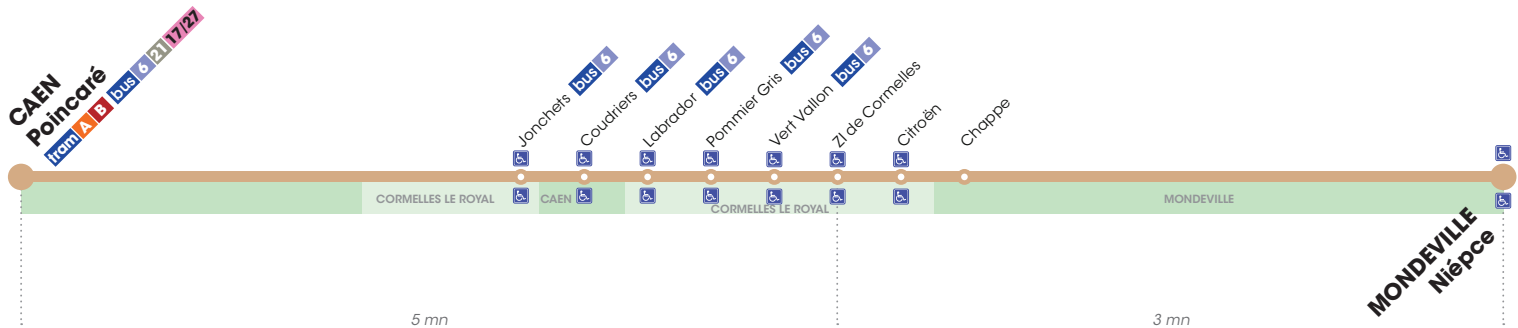 CAEN
Poincaré
tram A B bus 6 21 17/27
Jonchets bus 6
Coudriers bus 6
Labrador bus 6
Pommier Gris bus 6
Vert Vallon bus 6
ZI de Cormelles
Citroën
Chappe
CORMELLES LE ROYAL
CAEN
CORMELLES LE ROYAL
MONDEVILLE
MONDEVILLE
Niépce
5 mn
3 mn